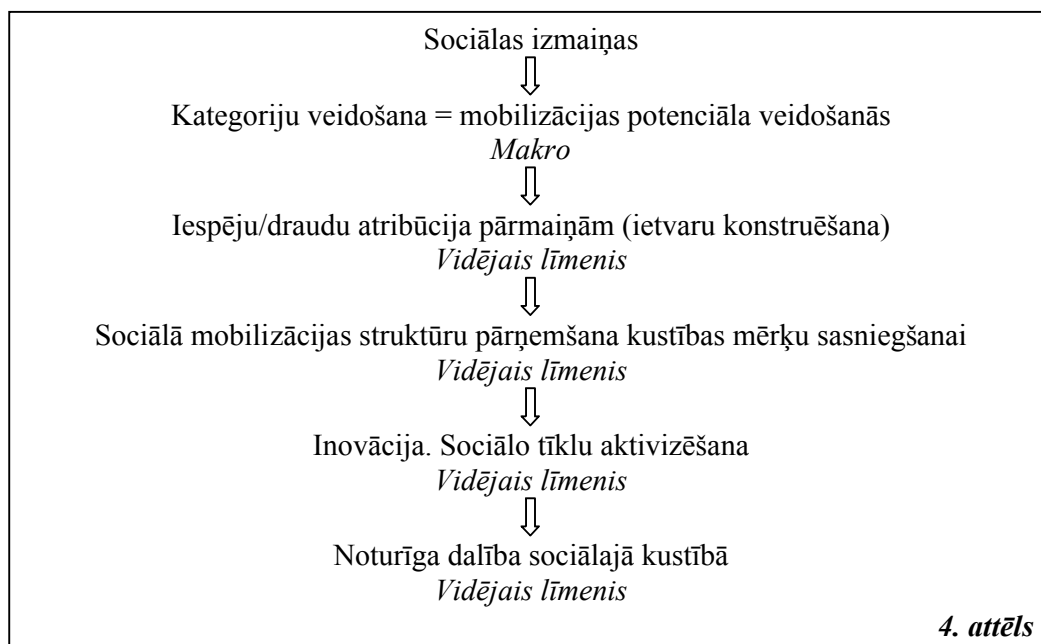 Sociālas izmaiņas
Kategoriju veidošana = mobilizācijas potenciāla veidošanās
Makro
Iespēju/draudu atribūcija pārmaiņām (ietvaru konstruēšana)
Vidējais līmenis
Sociālā mobilizācijas struktūru pārņemšana kustības mērķu sasniegšanai
Vidējais līmenis
Inovācija. Sociālo tīklu aktivizēšana
Vidējais līmenis
Noturīga dalība sociālajā kustībā
Vidējais līmenis
4. attēls